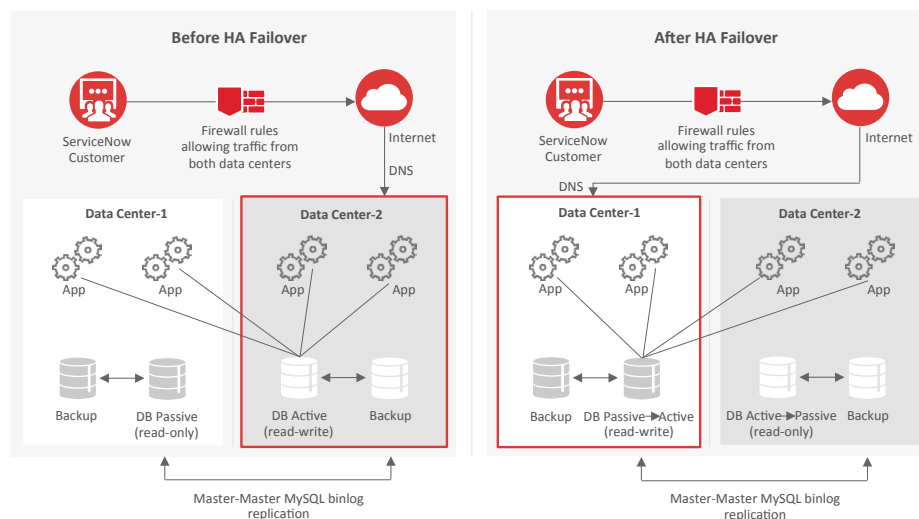 Before HA Failover
ServiceNow
Customer
Firewall rules
allowing traffic from
both data centers
Internet
DNS
Data Center-1
App
App
Backup
DB Passive
(read-only)
Data Center-2
App
App
DB Active
(read-write)
Backup
Master-Master MySQL binlog
replication
After HA Failover
ServiceNow
Customer
Firewall rules
allowing traffic from
both data centers
Internet
DNS
Data Center-1
App
App
Backup
DB Passive Active
(read-write)
Data Center-2
App
App
DB Active Passive
(read-only)
Backup
Master-Master MySQL binlog
replication